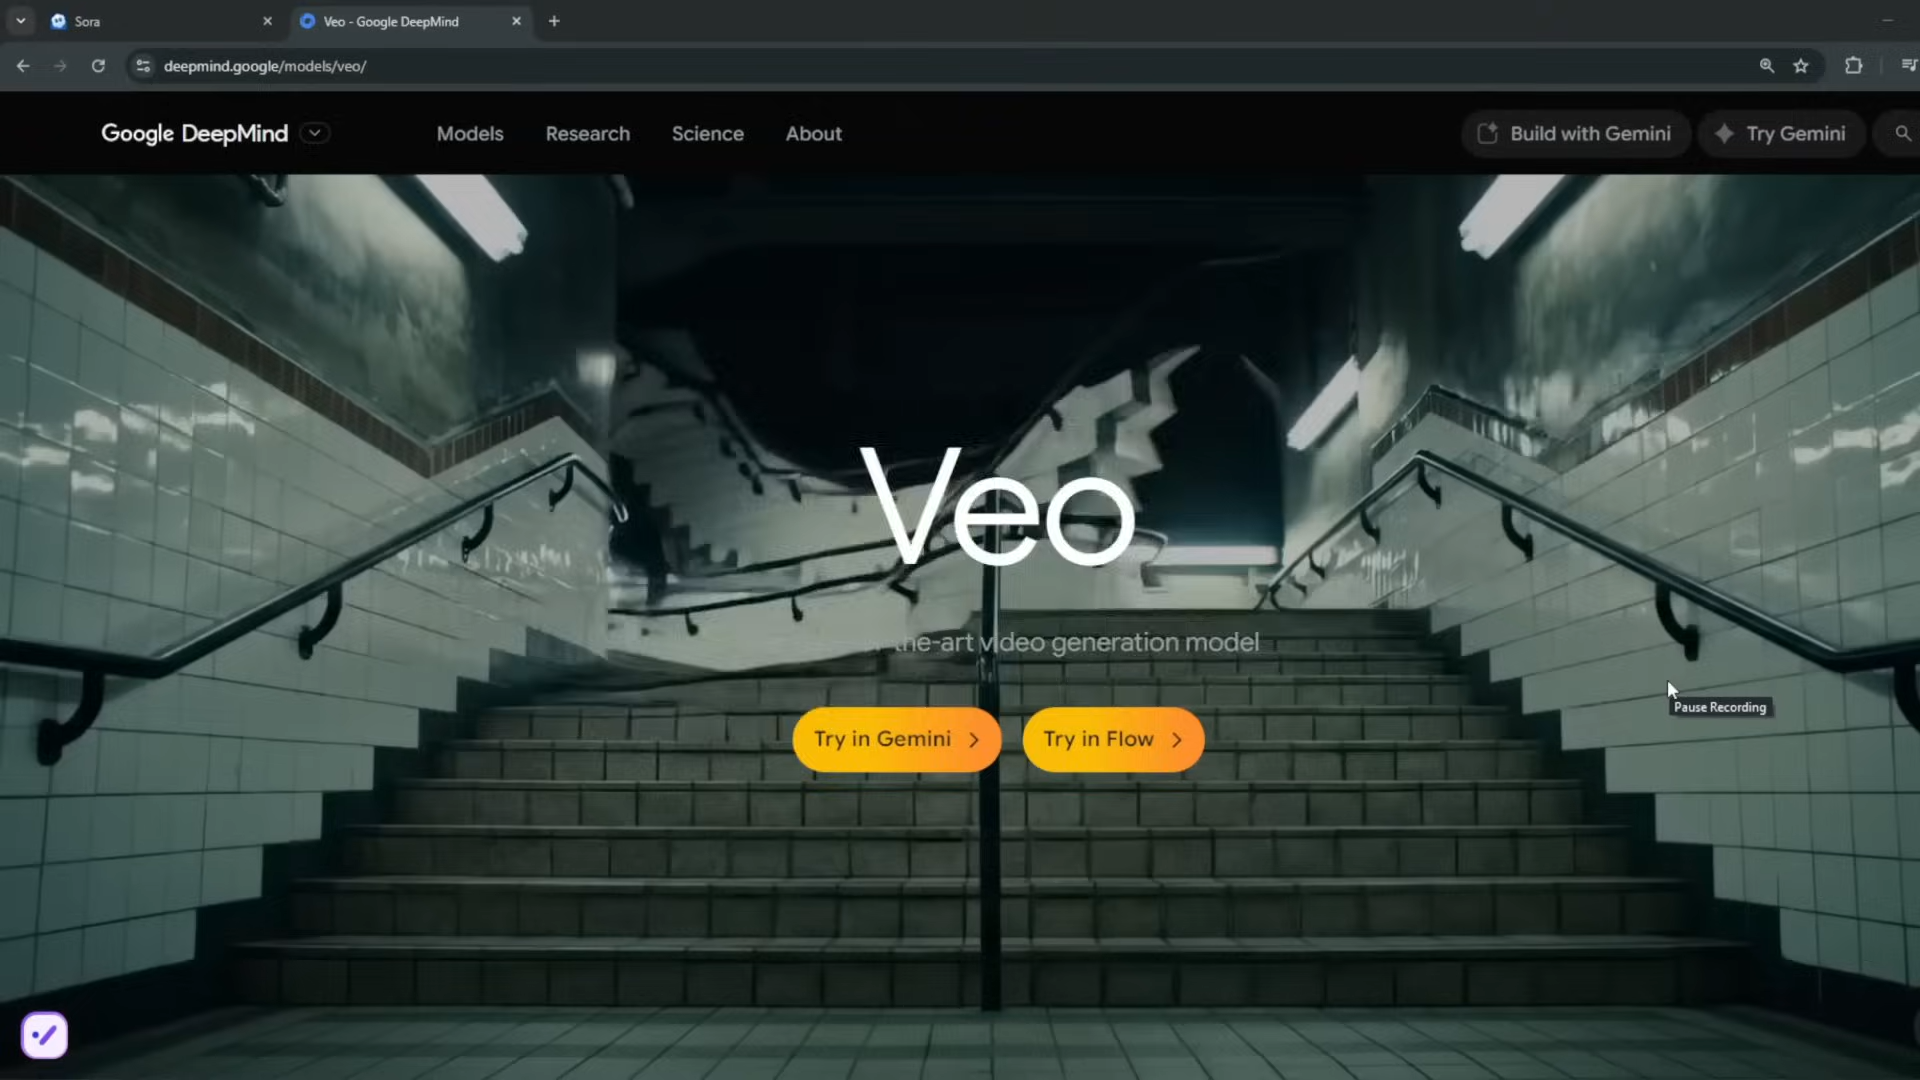 Sora
Veo - Google DeepMind
deepmind.google/models/veo/
Google DeepMind
Models
Research
Science
About
Build with Gemini
Try Gemini
Veo
the-art video generation model
Pause Recording
Try in Gemini
Try in Flow